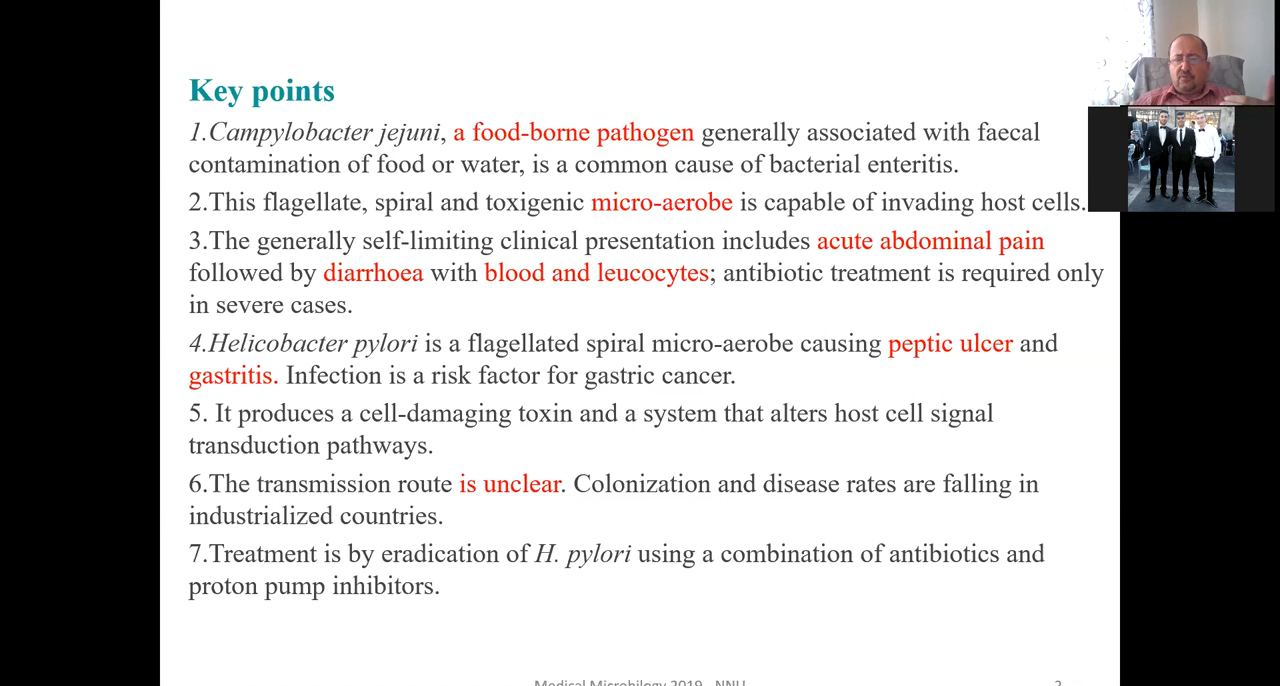 Key points
1.Campylobacter jejuni, a food-borne pathogen generally associated with faecal
contamination of food or water, is a common cause of bacterial enteritis.
2.This flagellate, spiral and toxigenic micro-aerobe is capable of invading host cells.
3.The generally self-limiting clinical presentation includes acute abdominal pain
followed by diarrhoea with blood and leucocytes; antibiotic treatment is required only
in severe cases.
4.Helicobacter pylori is a flagellated spiral micro-aerobe causing peptic ulcer and
gastritis. Infection is a risk factor for gastric cancer.
5. It produces a cell-damaging toxin and a system that alters host cell signal
transduction pathways.
6.The transmission route is unclear. Colonization and disease rates are falling in
industrialized countries.
7.Treatment is by eradication of H. pylori using a combination of antibiotics and
proton pump inhibitors.
Medical Microbilogy 2019 - NNU 2